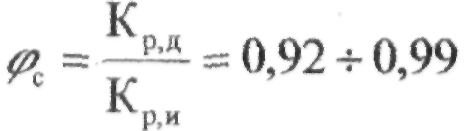 φс = Кр,д / Кр,и = 0,92 ÷ 0,99